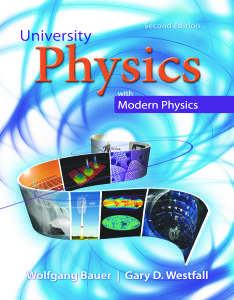 Second Edition
University
Physics
with
Modern Physics
Wolfgang Bauer | Gary D. Westfall